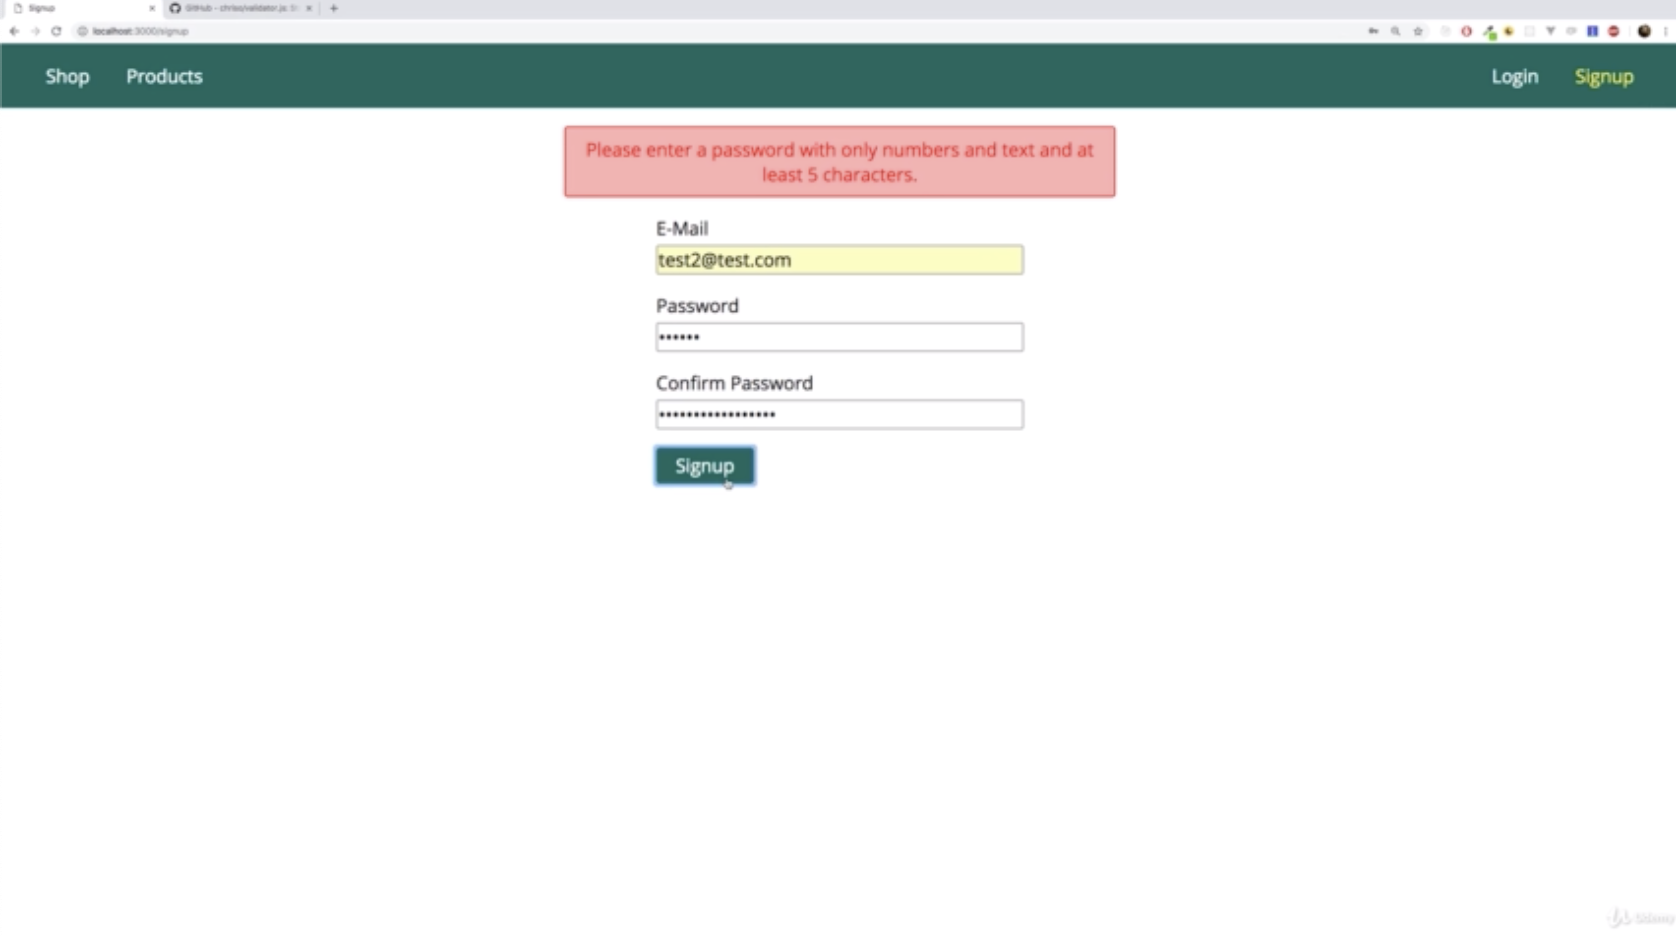 Signup
GitHub - chriso/validator.js: St
localhost:3000/signup
Shop Products Login Signup
Please enter a password with only numbers and text and at
least 5 characters.
E-Mail
test2@test.com
Password
••••••
Confirm Password
•••••••••••••••••
Signup
Udemy